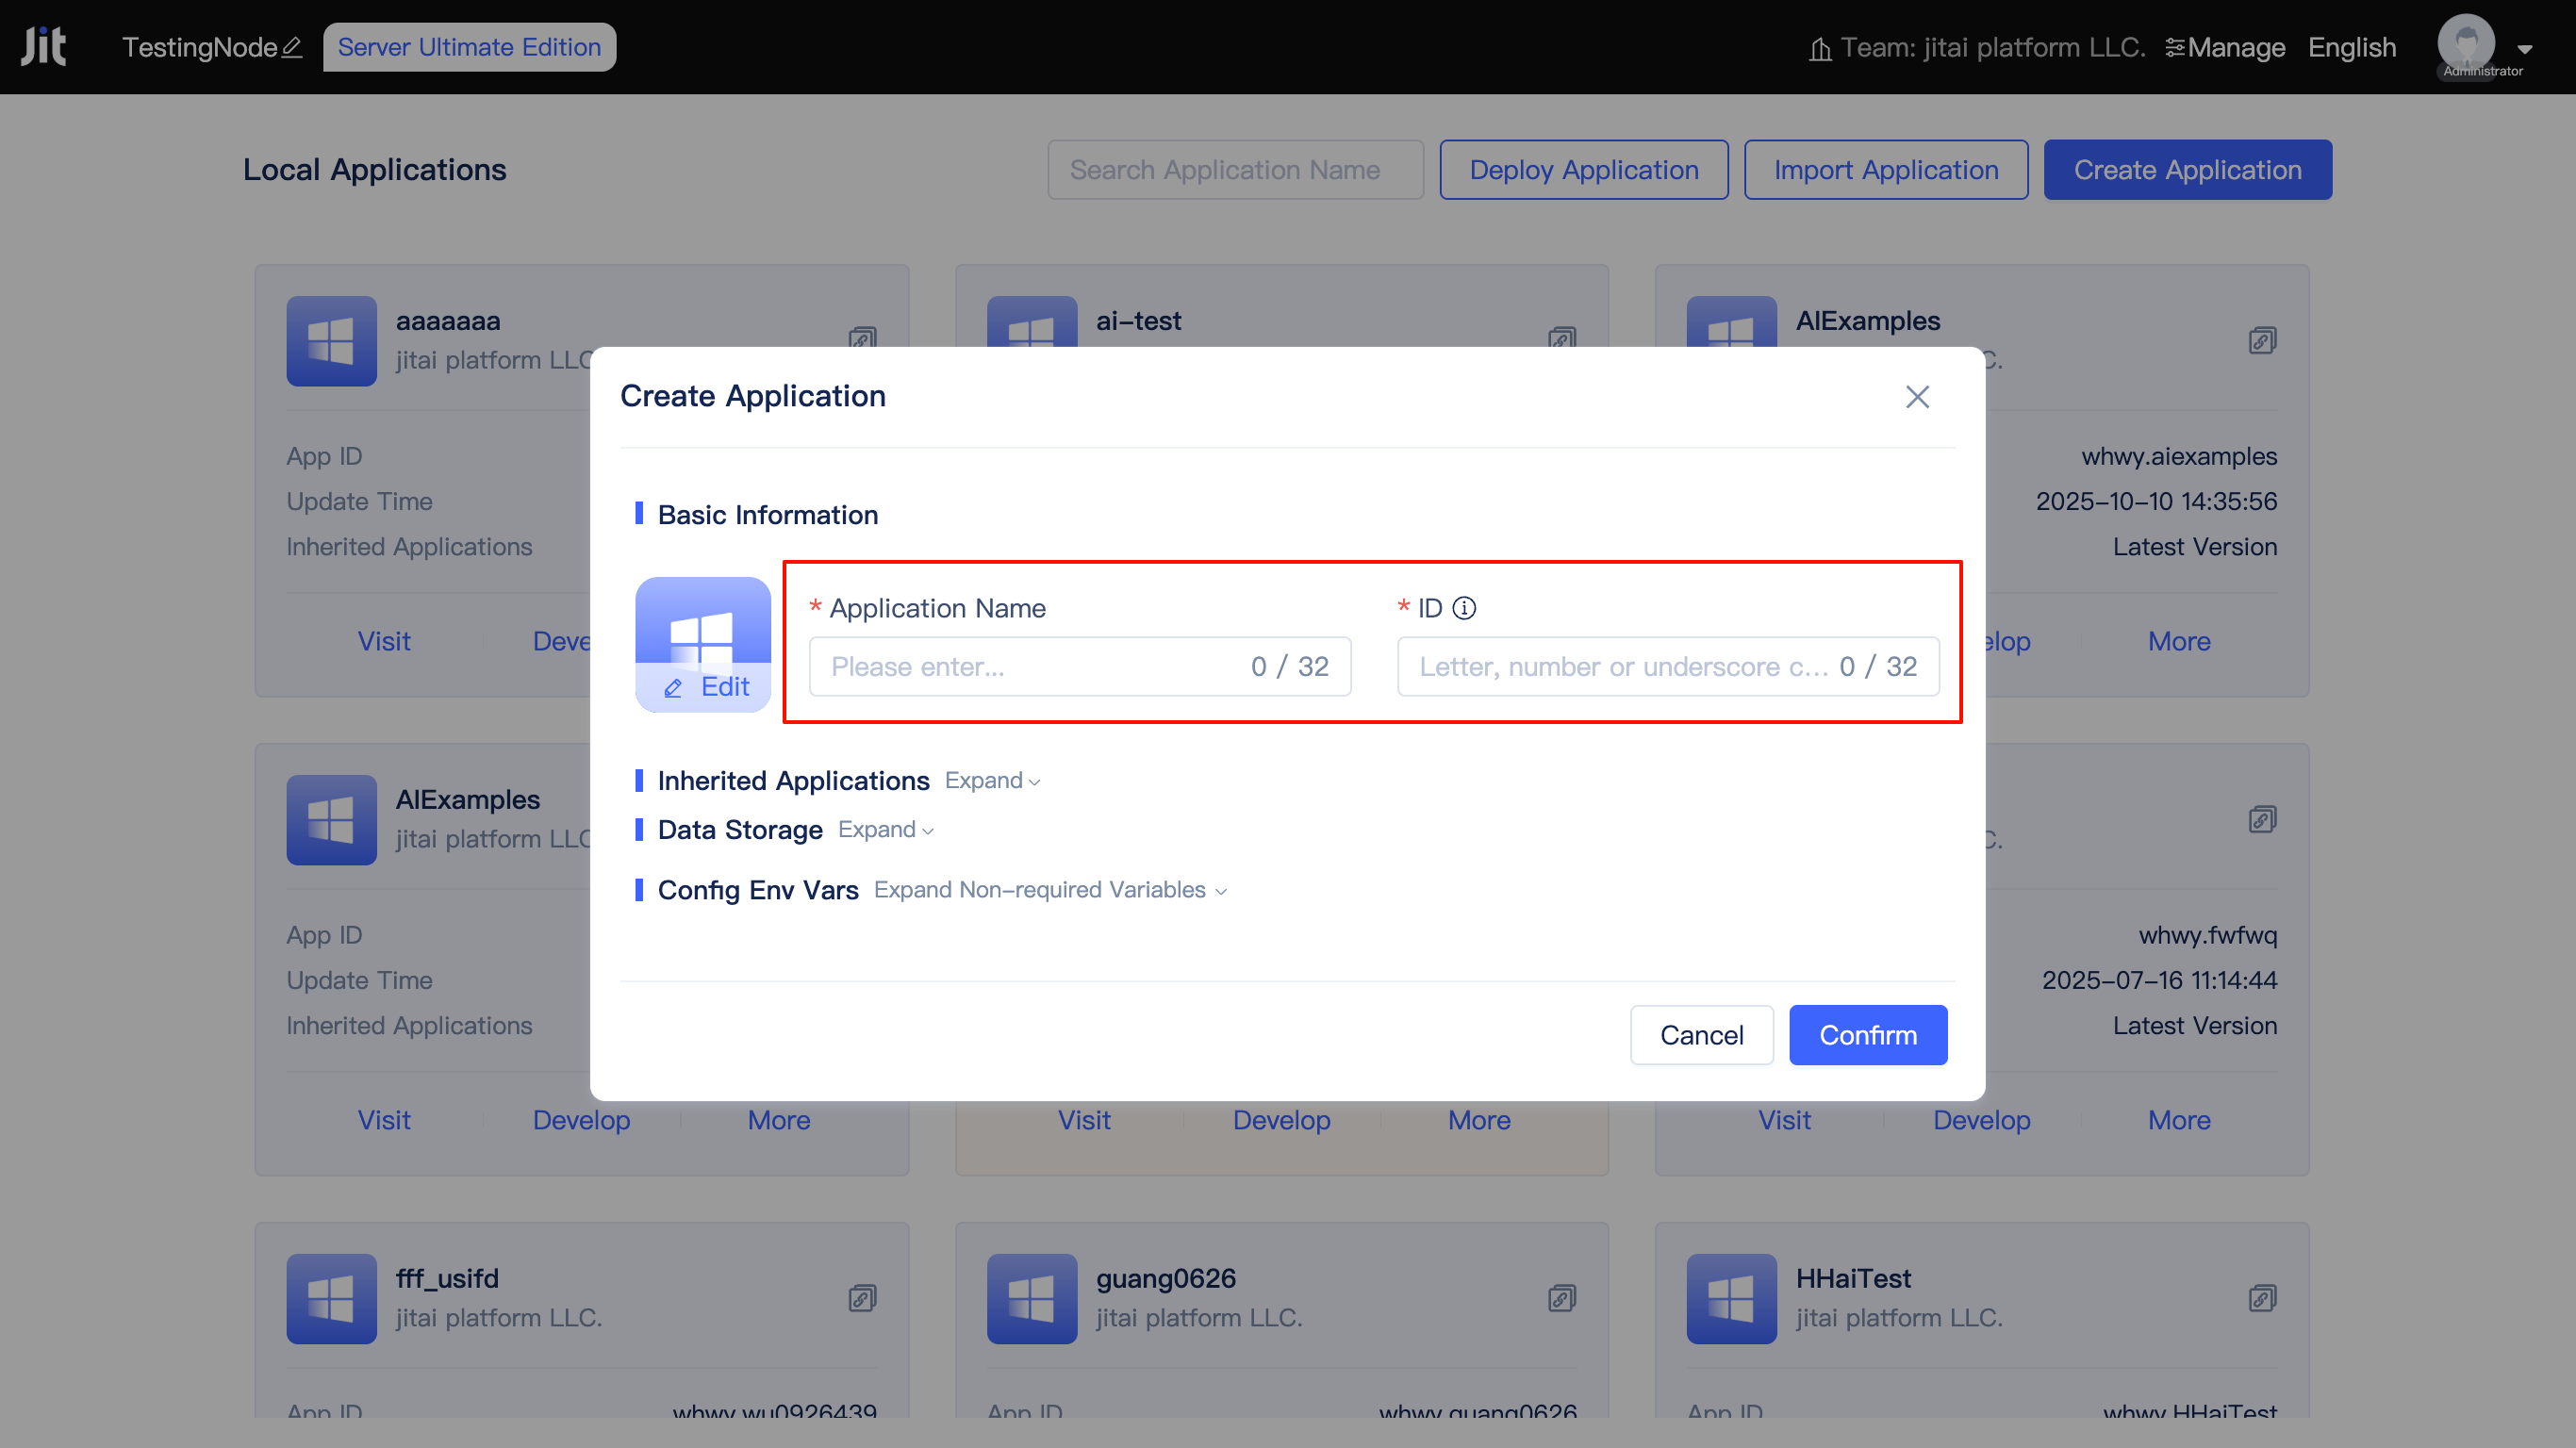 Jit TestingNode Server Ultimate Edition Team: jitai platform LLC. Manage English Administrator
Local Applications Search Application Name Deploy Application Import Application Create Application
aaaaaaa ai-test AIExamples
jitai platform LLC C.
Create Application
App ID whwy.aiexamples
Update Time 2025-10-10 14:35:56
Inherited Applications Latest Version
Basic Information
* Application Name * ID
Please enter... 0 / 32 Letter, number or underscore c... 0 / 32
Edit
Visit Deve elop More
Inherited Applications Expand
Data Storage Expand
Config Env Vars Expand Non-required Variables
AIExamples
jitai platform LLC C.
App ID whwy.fwfwq
Update Time 2025-07-16 11:14:44
Inherited Applications Latest Version
Cancel Confirm
Visit Develop More Visit Develop More Visit Develop More
fff_usifd guang0626 HHaiTest
jitai platform LLC. jitai platform LLC. jitai platform LLC.
App ID whwy.wu0926439 App ID whwy.guang0626 App ID whwy.HHaiTest